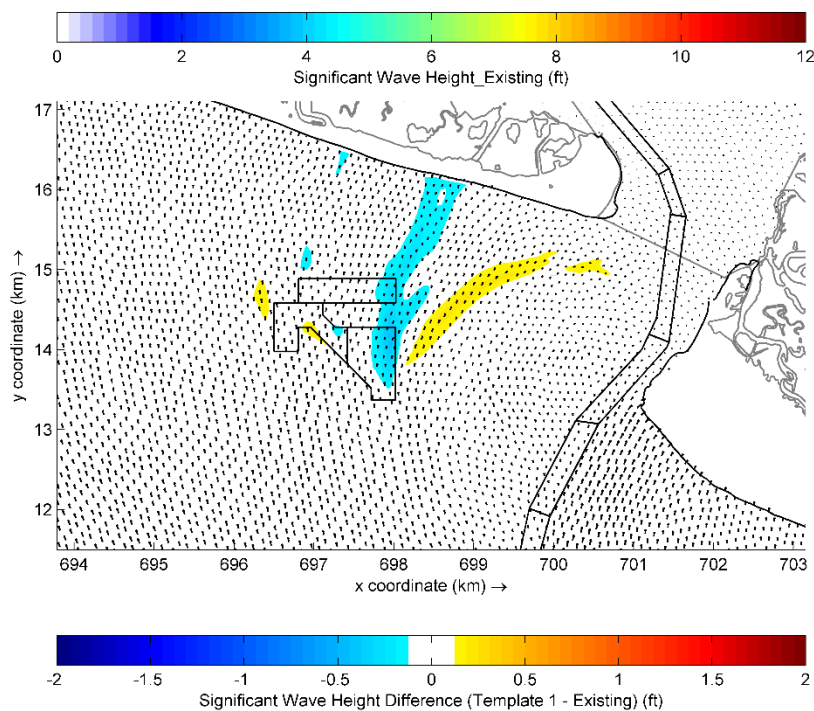 0 2 4 6 8 10 12
Significant Wave Height_Existing (ft)
17
16
15
14
13
12
y coordinate (km) →
694 695 696 697 698 699 700 701 702 703
x coordinate (km) →
-2 -1.5 -1 -0.5 0 0.5 1 1.5 2
Significant Wave Height Difference (Template 1 - Existing) (ft)